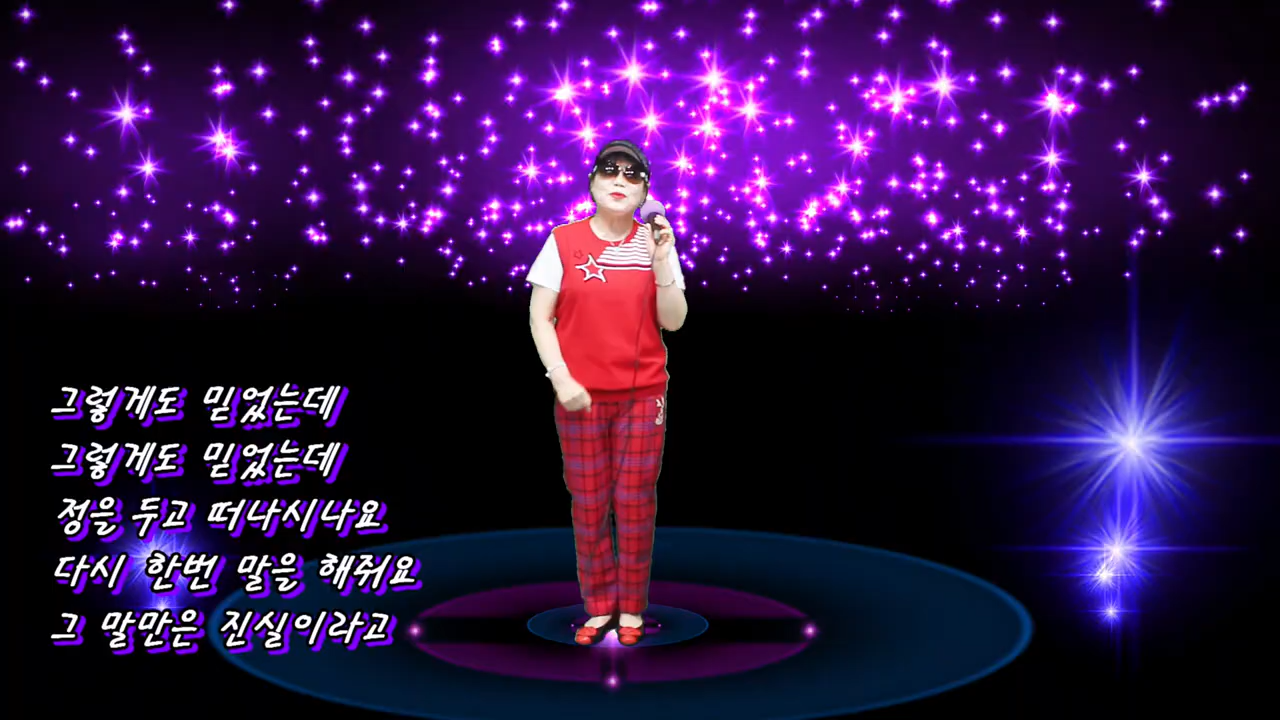 그렇게도 믿었는데
그렇게도 믿었는데
정을 두고 떠나시나요
다시 한번 말을 해줘요
그 말만은 진실이라고